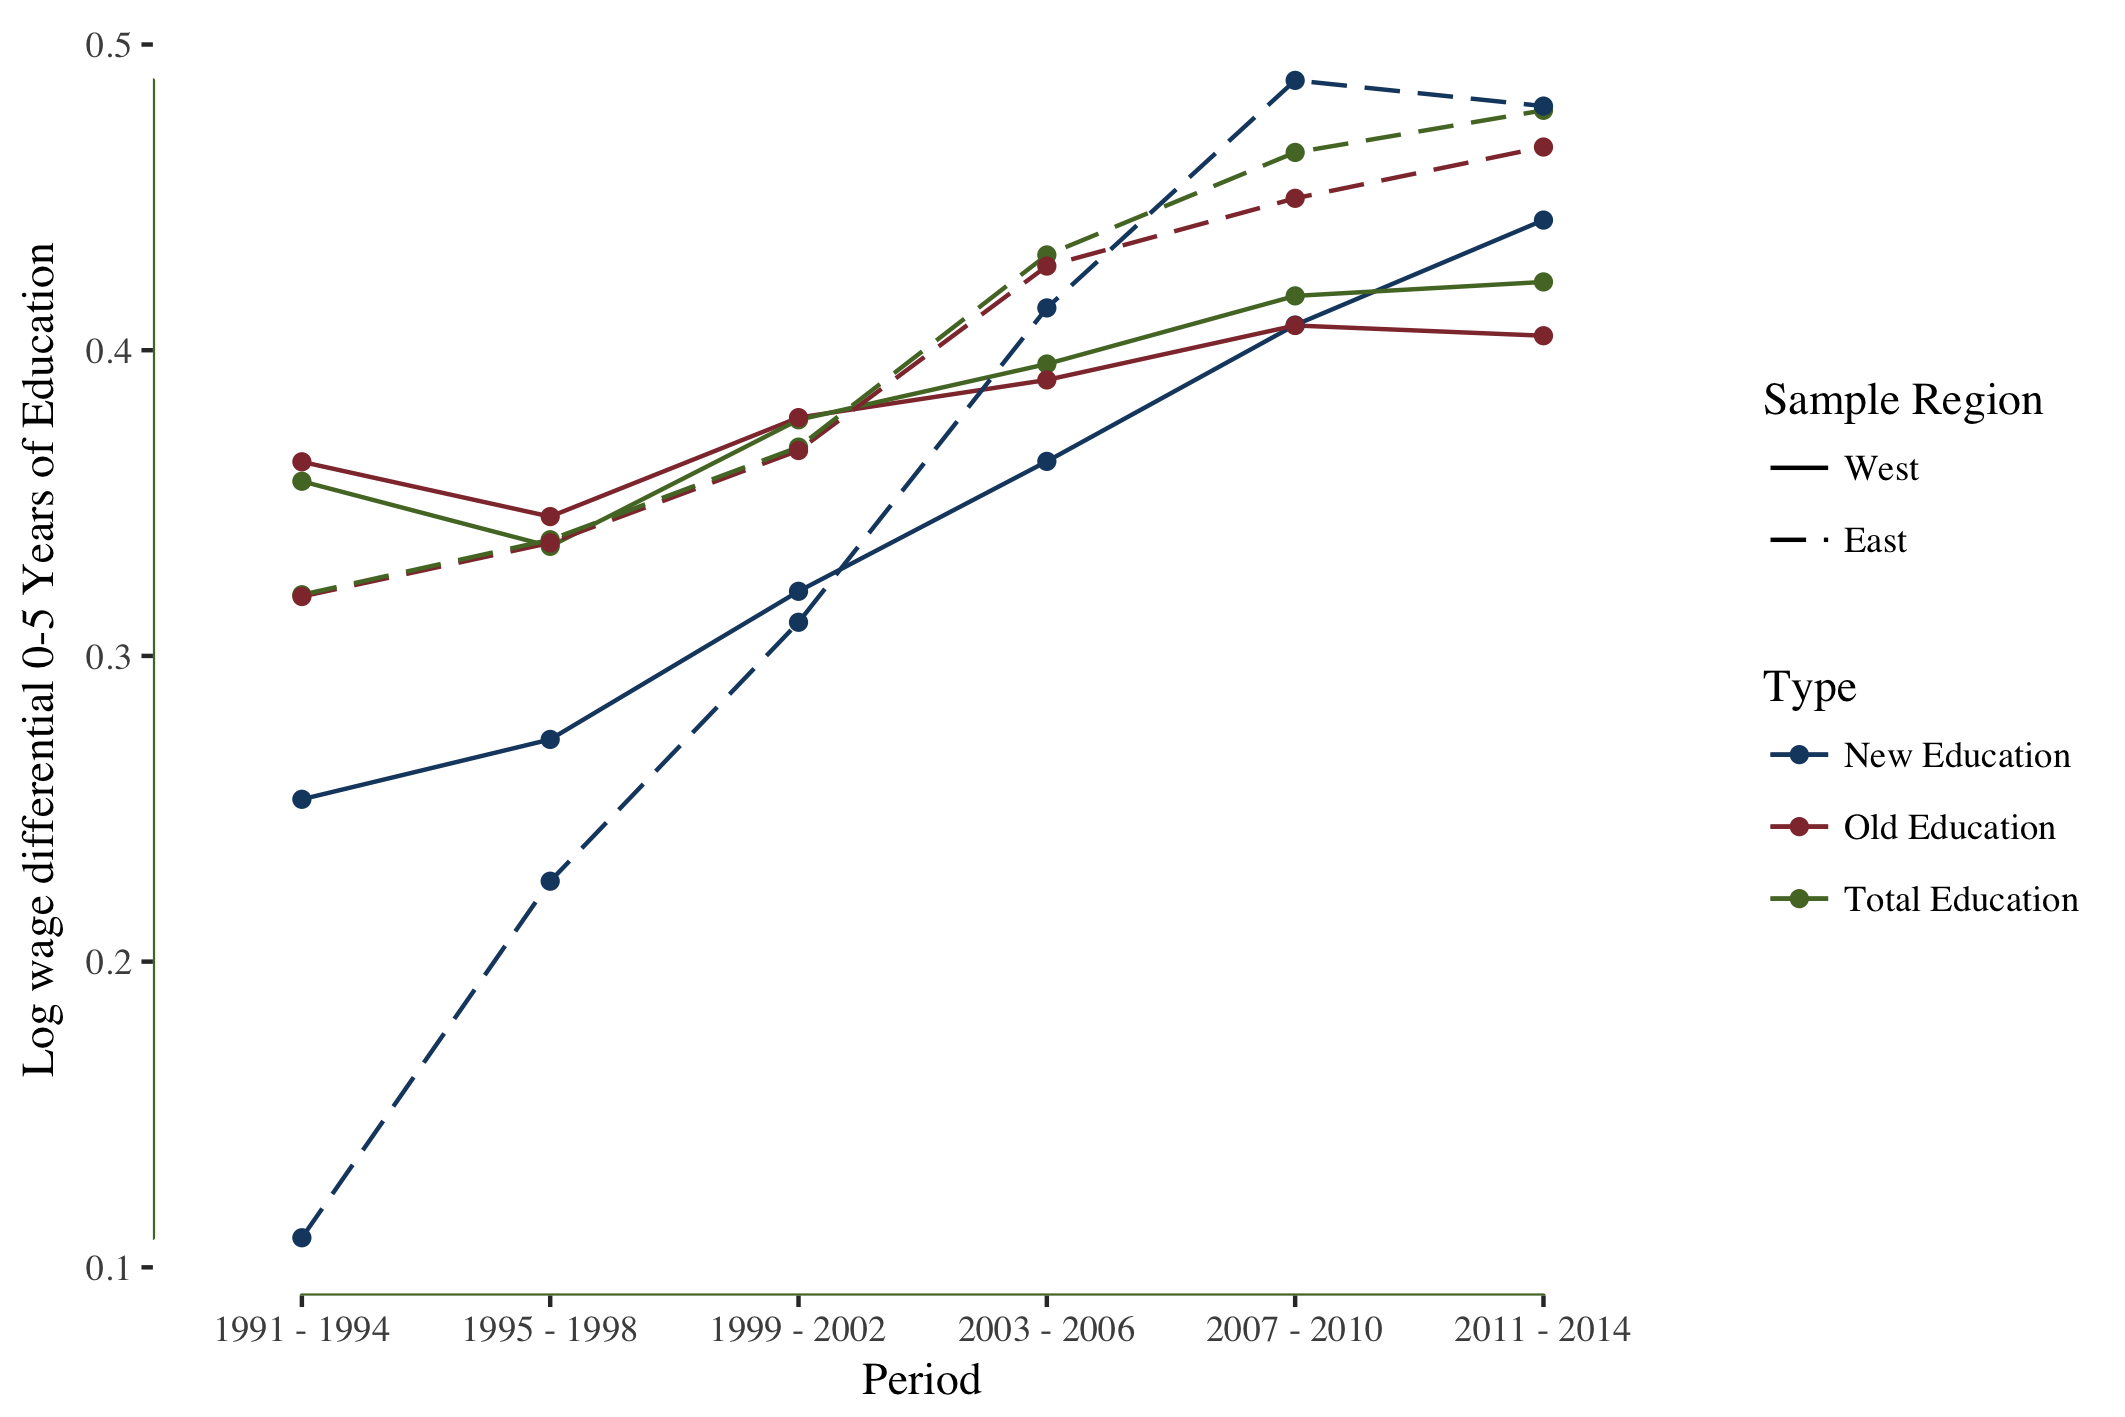 Log wage differential 0-5 Years of Education
0.5
0.4
0.3
0.2
0.1
1991 - 1994
1995 - 1998
1999 - 2002
2003 - 2006
2007 - 2010
2011 - 2014
Period
Sample Region
West
East
Type
New Education
Old Education
Total Education